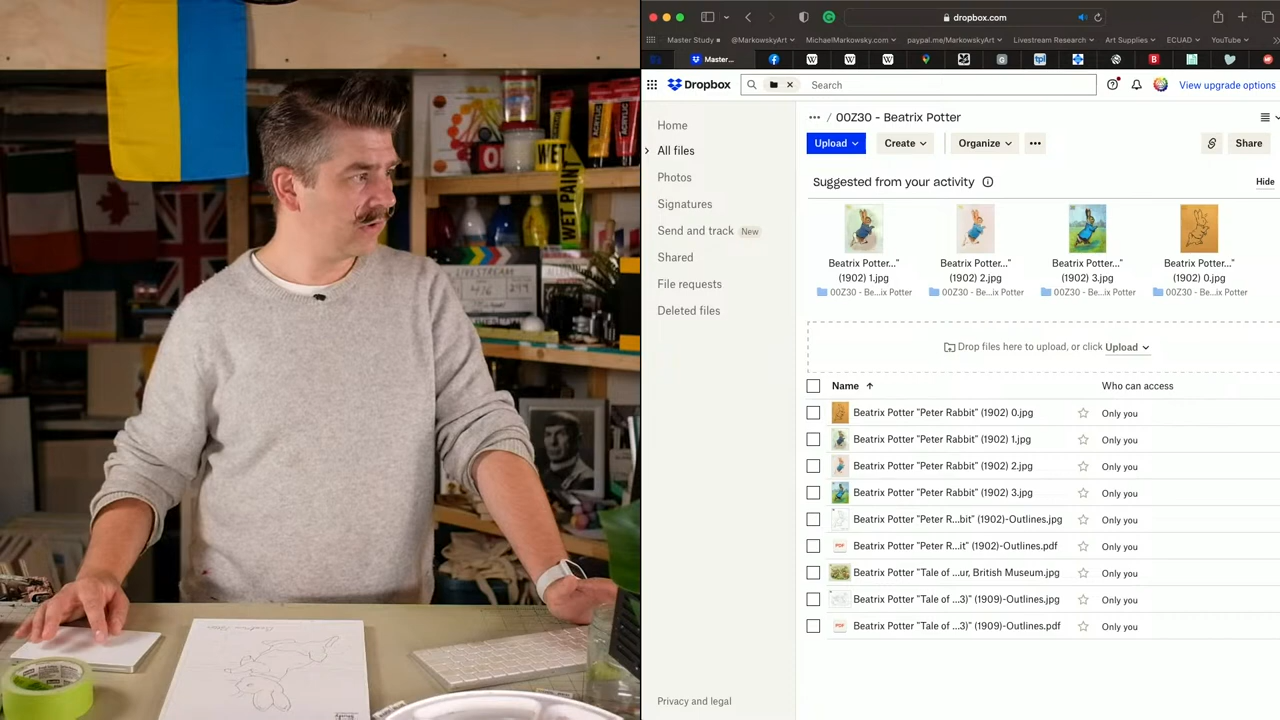 WET
WET PAINT
ACRYLIC
ACRYLIC
LIVESTREAM
dropbox.com
Master Study
@MarkowskyArt
MichaelMarkowsky.com
paypal.me/MarkowskyArt
Livestream Research
Art Supplies
ECUAD
YouTube
Master...
Dropbox
Search
View upgrade options
Home
All files
Photos
Signatures
Send and track New
Shared
File requests
Deleted files
Privacy and legal
... / 00Z30 - Beatrix Potter
Upload
Create
Organize
Share
Suggested from your activity
Hide
Beatrix Potter..."
(1902) 1.jpg
00Z30 - Be...ix Potter
Beatrix Potter..."
(1902) 2.jpg
00Z30 - Be...ix Potter
Beatrix Potter..."
(1902) 3.jpg
00Z30 - Be...ix Potter
Beatrix Potter..."
(1902) 0.jpg
00Z30 - Be...ix Potter
Drop files here to upload, or click Upload
Name Who can access
Beatrix Potter "Peter Rabbit" (1902) 0.jpg Only you
Beatrix Potter "Peter Rabbit" (1902) 1.jpg Only you
Beatrix Potter "Peter Rabbit" (1902) 2.jpg Only you
Beatrix Potter "Peter Rabbit" (1902) 3.jpg Only you
Beatrix Potter "Peter R...bit" (1902)-Outlines.jpg Only you
Beatrix Potter "Peter R...it" (1902)-Outlines.pdf Only you
Beatrix Potter "Tale of ...ur, British Museum.jpg Only you
Beatrix Potter "Tale of ...3)" (1909)-Outlines.jpg Only you
Beatrix Potter "Tale of ...3)" (1909)-Outlines.pdf Only you